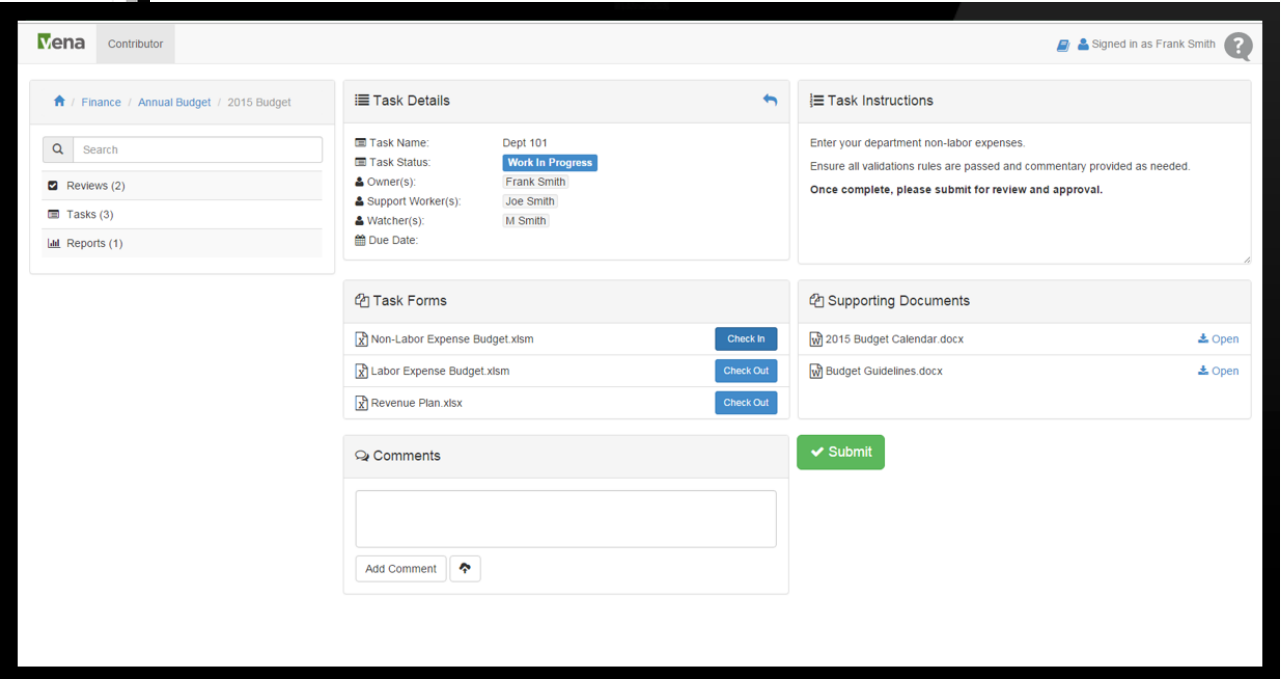 Vena
Contributor
Signed in as Frank Smith
?
/ Finance / Annual Budget / 2015 Budget
Search
Reviews (2)
Tasks (3)
Reports (1)
Task Details
Task Name: Dept 101
Task Status: Work In Progress
Owner(s): Frank Smith
Support Worker(s): Joe Smith
Watcher(s): M Smith
Due Date:
Task Instructions
Enter your department non-labor expenses.
Ensure all validations rules are passed and commentary provided as needed.
Once complete, please submit for review and approval.
Task Forms
Non-Labor Expense Budget.xlsm Check In
Labor Expense Budget.xlsm Check Out
Revenue Plan.xlsx Check Out
Supporting Documents
2015 Budget Calendar.docx Open
Budget Guidelines.docx Open
Comments
Add Comment
Submit